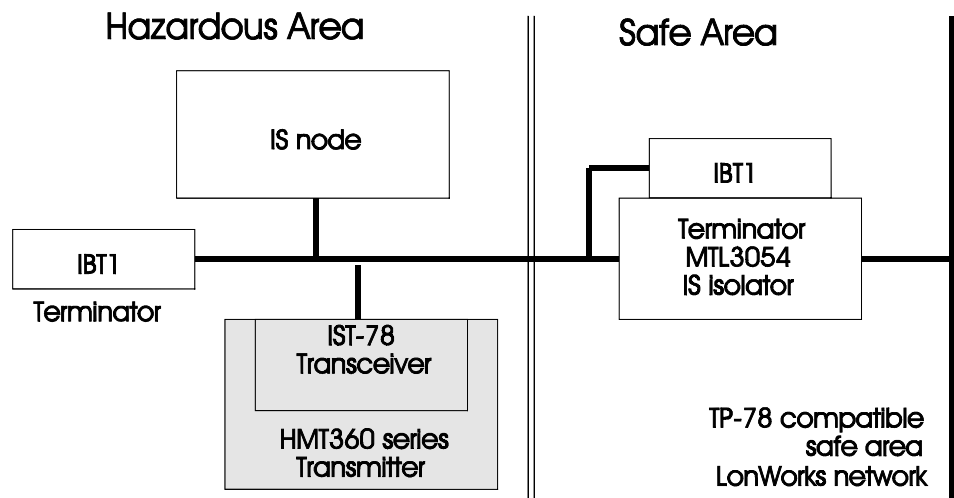 Hazardous Area
Safe Area
IS node
IBT1
IBT1
Terminator
Terminator
MTL3054
IS isolator
IST-78
Transceiver
HMT360 series
Transmitter
TP-78 compatible
safe area
LonWorks network